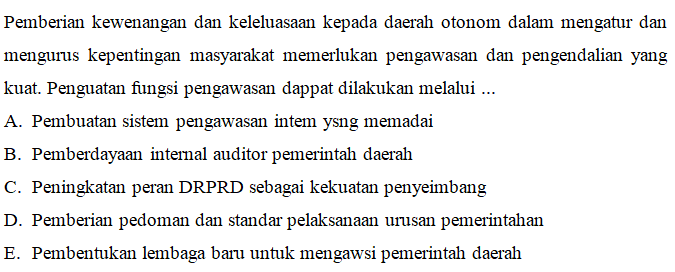 Pemberian kewenangan dan keleluasaan kepada daerah otonom dalam mengatur dan
mengurus kepentingan masyarakat memerlukan pengawasan dan pengendalian yang
kuat. Penguatan fungsi pengawasan dappat dilakukan melalui ...
A. Pembuatan sistem pengawasan intem ysng memadai
B. Pemberdayaan internal auditor pemerintah daerah
C. Peningkatan peran DRPRD sebagai kekuatan penyeimbang
D. Pemberian pedoman dan standar pelaksanaan urusan pemerintahan
E. Pembentukan lembaga baru untuk mengawsi pemerintah daerah